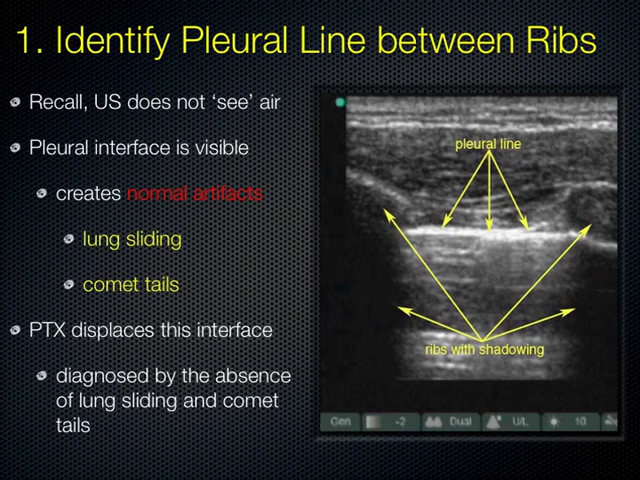 1. Identify Pleural Line between Ribs
Recall, US does not ‘see’ air
Pleural interface is visible
creates normal artifacts
lung sliding
comet tails
PTX displaces this interface
diagnosed by the absence
of lung sliding and comet
tails
pleural line
ribs with shadowing
Gen -2 Dual U/L 10